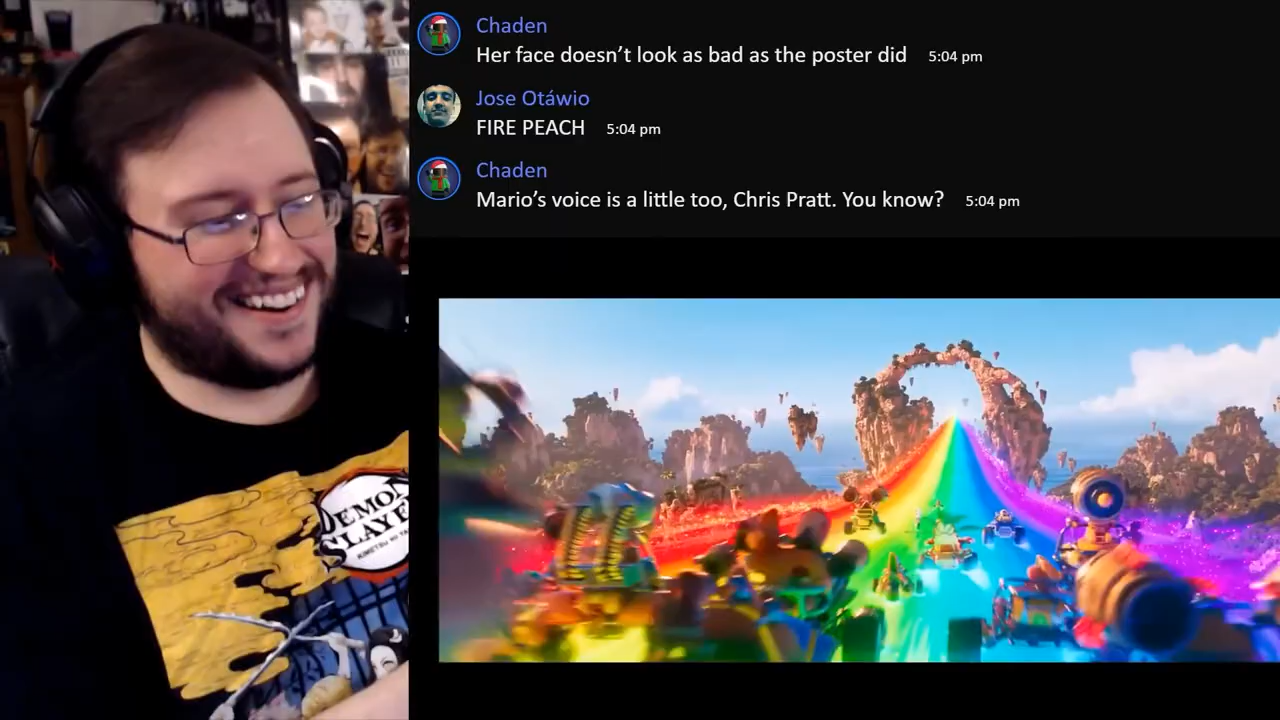 Chaden
Her face doesn’t look as bad as the poster did 5:04 pm
Jose Otáwio
FIRE PEACH 5:04 pm
Chaden
Mario’s voice is a little too, Chris Pratt. You know? 5:04 pm
DEMON
SLAYER